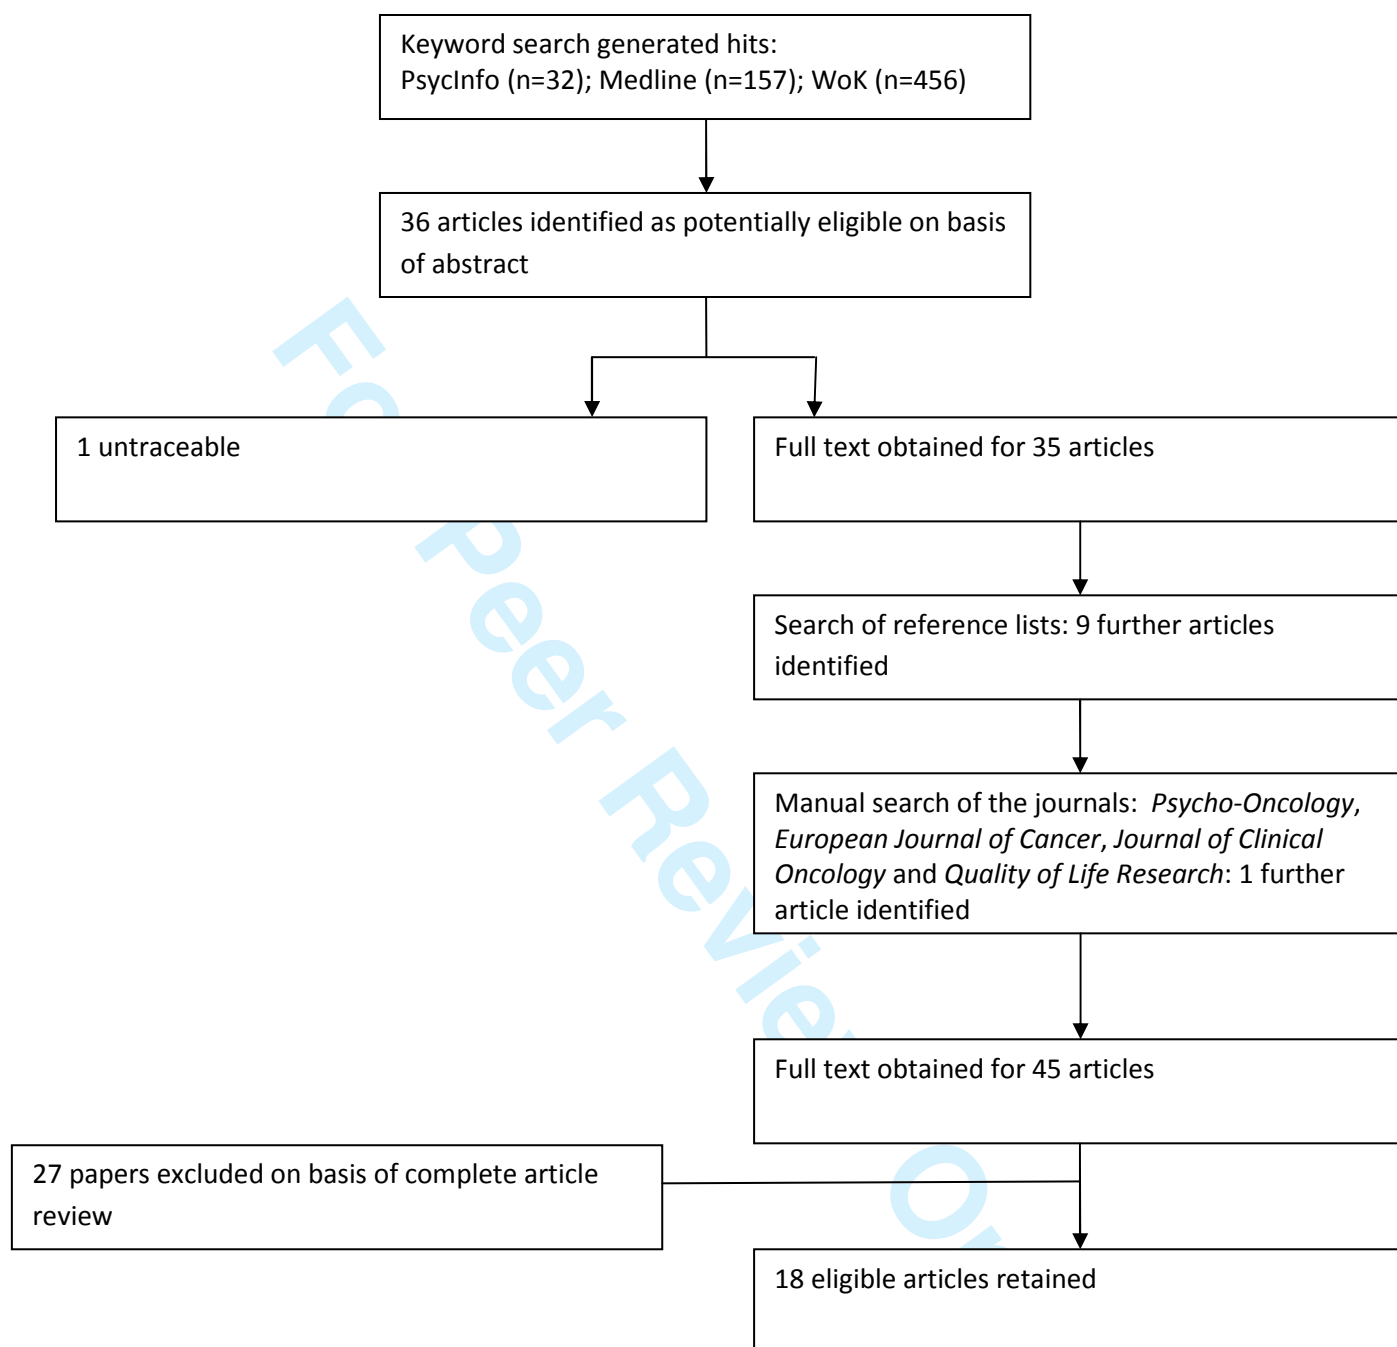 Keyword search generated hits:
PsycInfo (n=32); Medline (n=157); WoK (n=456)
36 articles identified as potentially eligible on basis
of abstract
1 untraceable
Full text obtained for 35 articles
Search of reference lists: 9 further articles
identified
Manual search of the journals:  Psycho-Oncology,
European Journal of Cancer, Journal of Clinical
Oncology and Quality of Life Research: 1 further
article identified
Full text obtained for 45 articles
27 papers excluded on basis of complete article
review
18 eligible articles retained
For Peer Review On